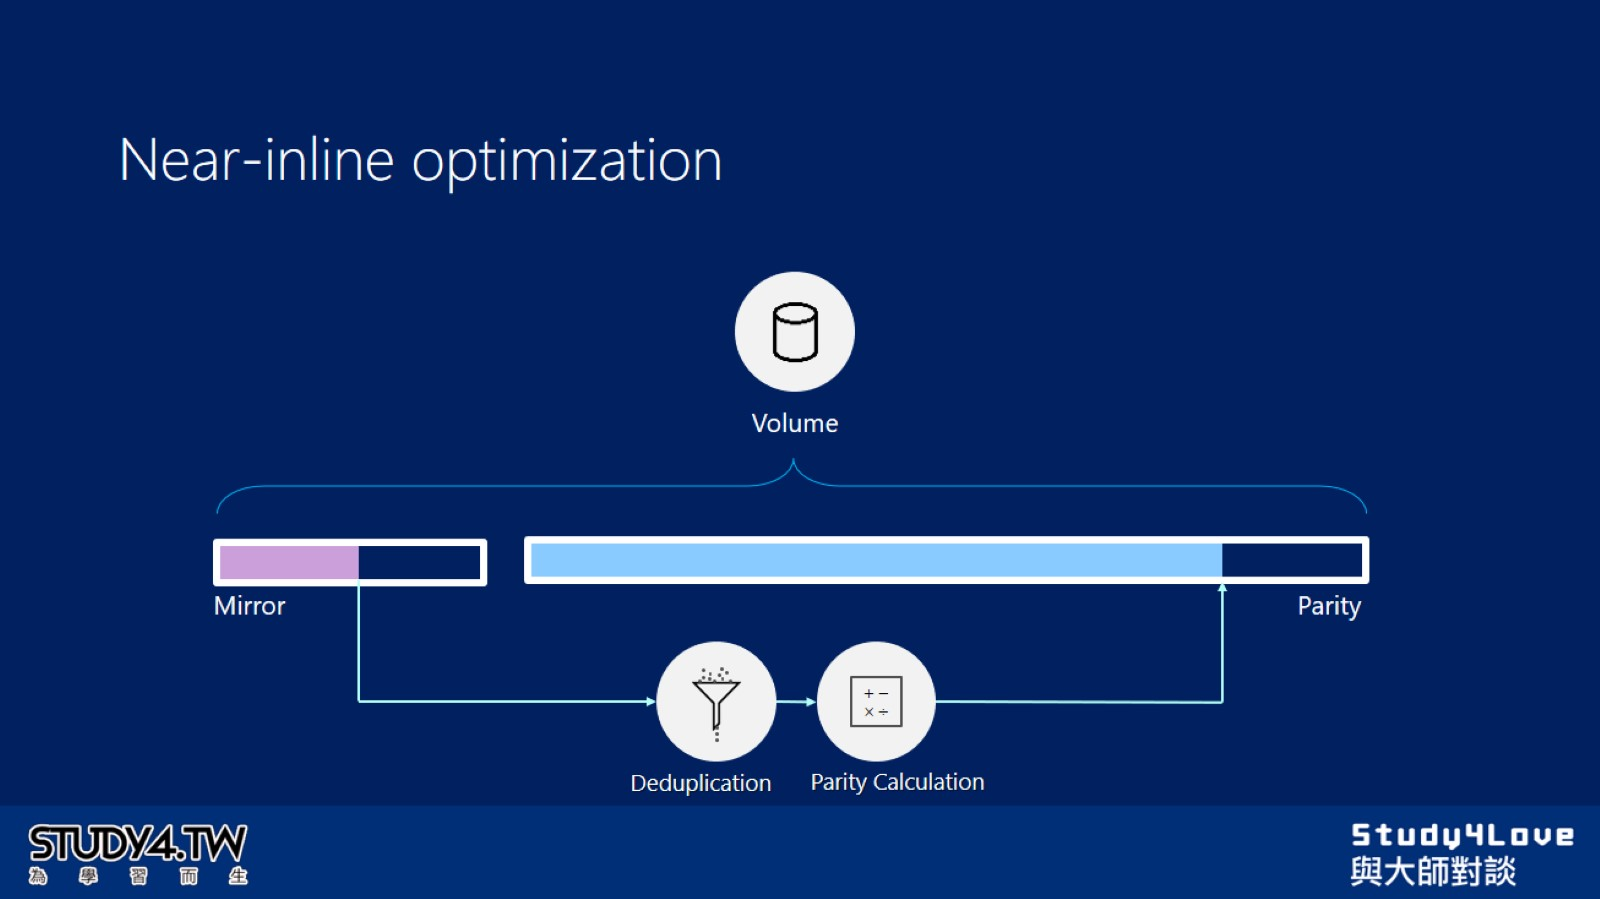 Near-inline optimization
Volume
Mirror
Parity
+ −
× ÷
Deduplication
Parity Calculation
STUDY4.TW
為學習而生
Study4Love
與大師對談